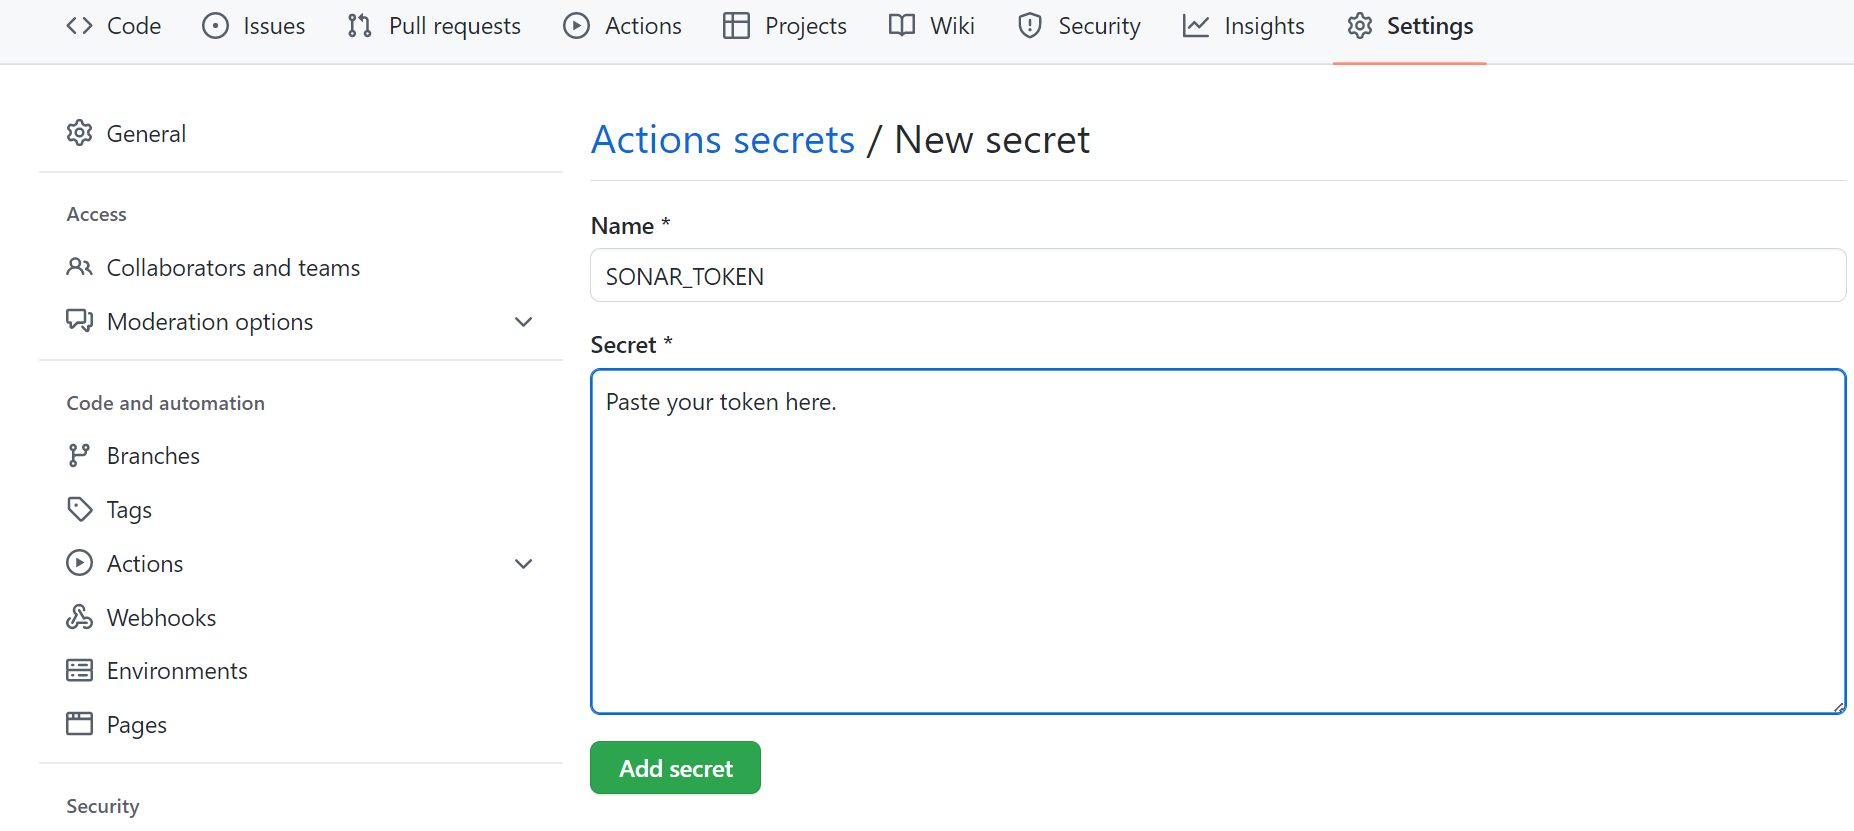 Code Issues Pull requests Actions Projects Wiki Security Insights Settings
General
Access
Collaborators and teams
Moderation options
Code and automation
Branches
Tags
Actions
Webhooks
Environments
Pages
Security
Actions secrets / New secret
Name *
SONAR_TOKEN
Secret *
Paste your token here.
Add secret